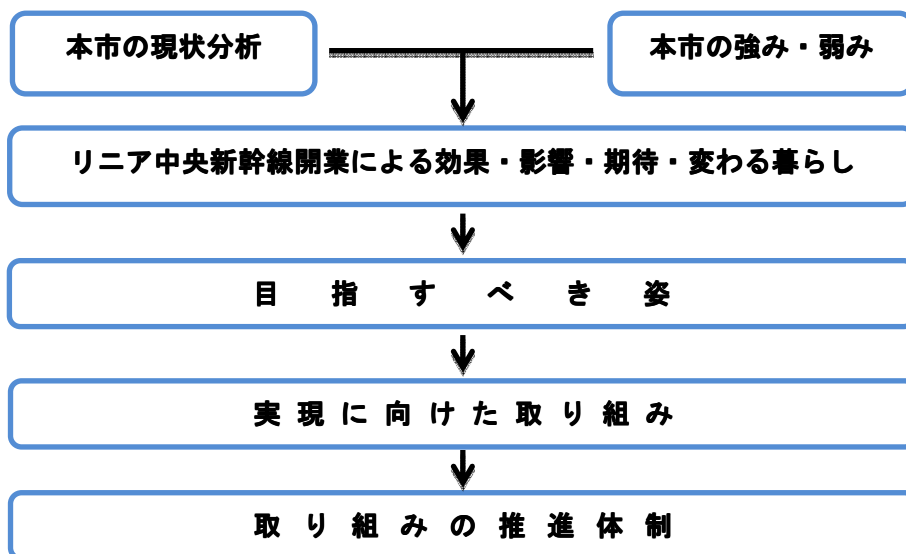 本市の現状分析
本市の強み・弱み
リニア中央新幹線開業による効果・影響・期待・変わる暮らし
目指すべき姿
実現に向けた取り組み
取り組みの推進体制